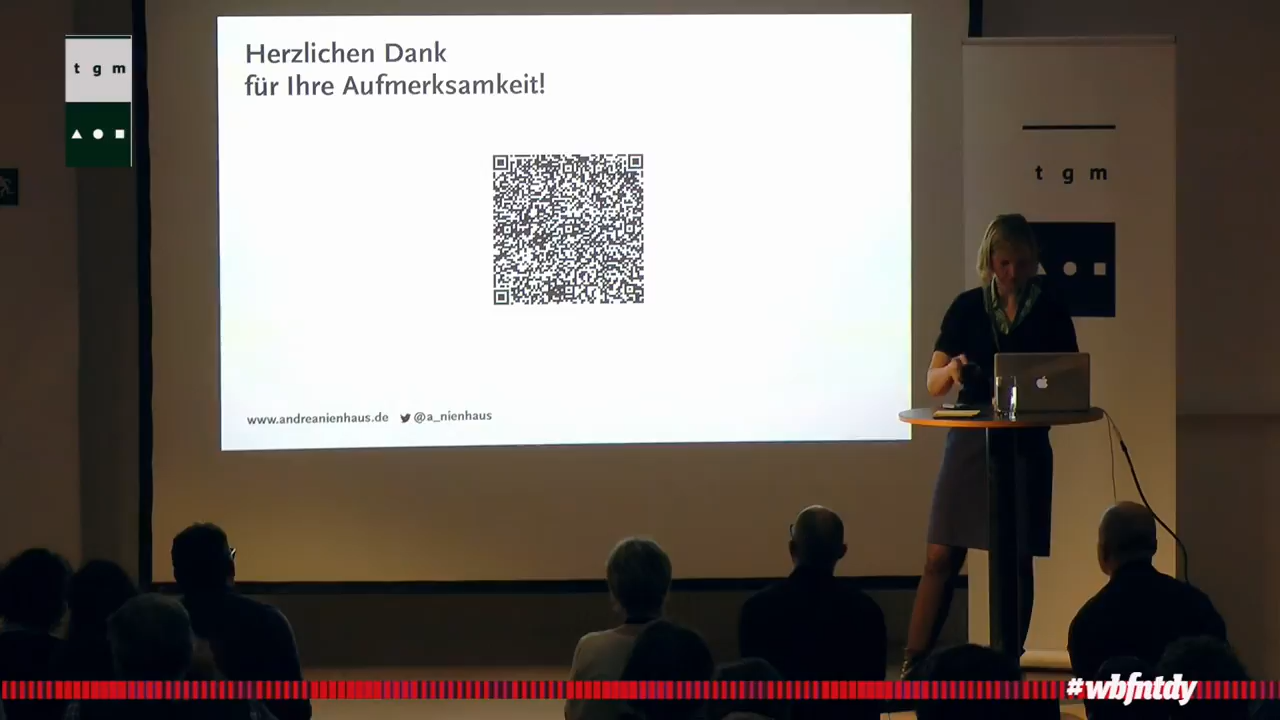 t g m
Herzlichen Dank
für Ihre Aufmerksamkeit!
t g m
www.andreanienhaus.de @a_nienhaus
#wbfntdy